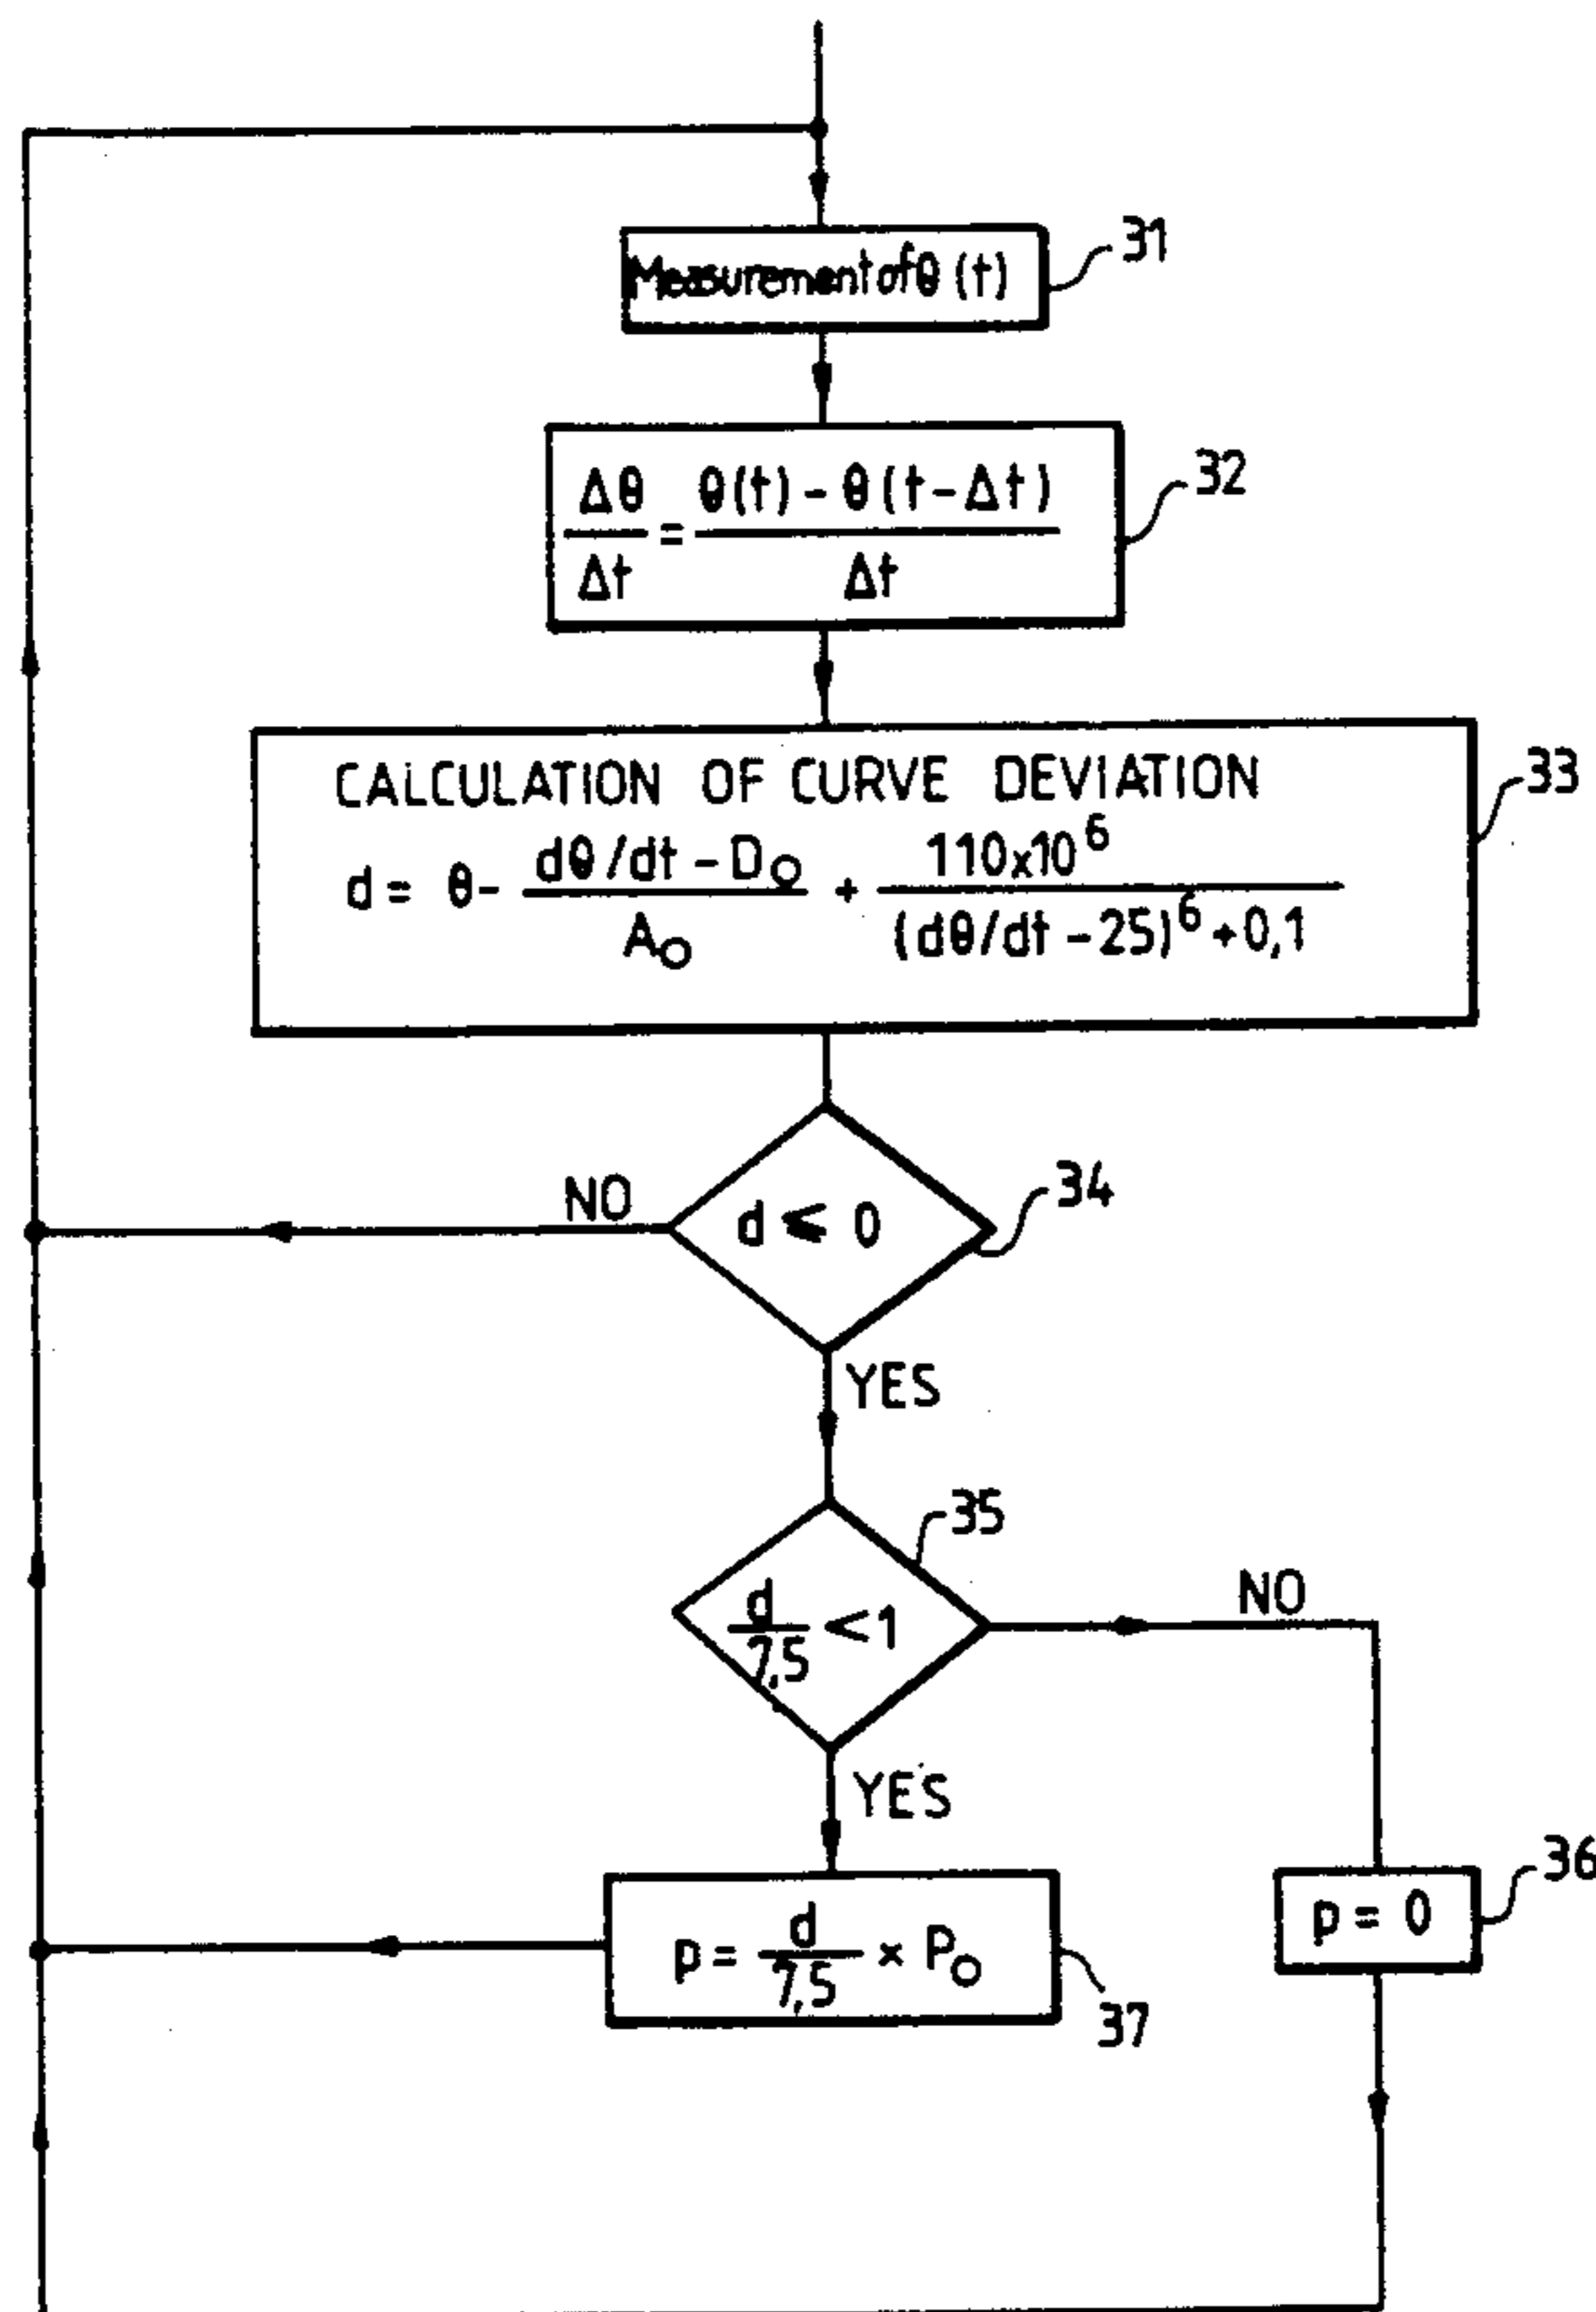 Measurement of θ (t)
31
Δθ/Δt = θ(t) - θ(t-Δt)/Δt
32
CALCULATION OF CURVE DEVIATION
33
d = θ - dθ/dt - D₀/A₀ + 110x10⁶/(dθ/dt - 25)⁶ + 0,1
34
NO
d ⩽ 0
YES
35
d/7,5 < 1
NO
YES
36
p = 0
p = d/7,5 × P₀
37